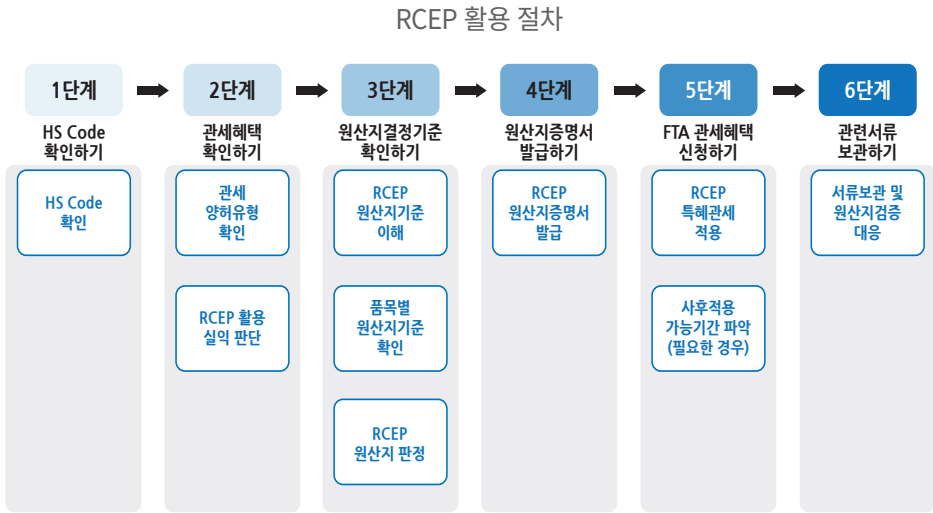 RCEP 활용 절차
1단계
HS Code
확인하기
HS Code
확인
2단계
관세혜택
확인하기
관세
양허유형
확인
RCEP 활용
실익 판단
3단계
원산지결정기준
확인하기
RCEP
원산지기준
이해
품목별
원산지기준
확인
RCEP
원산지 판정
4단계
원산지증명서
발급하기
RCEP
원산지증명서
발급
5단계
FTA 관세혜택
신청하기
RCEP
특혜관세
적용
사후적용
가능기간 파악
(필요한 경우)
6단계
관련서류
보관하기
서류보관 및
원산지검증
대응